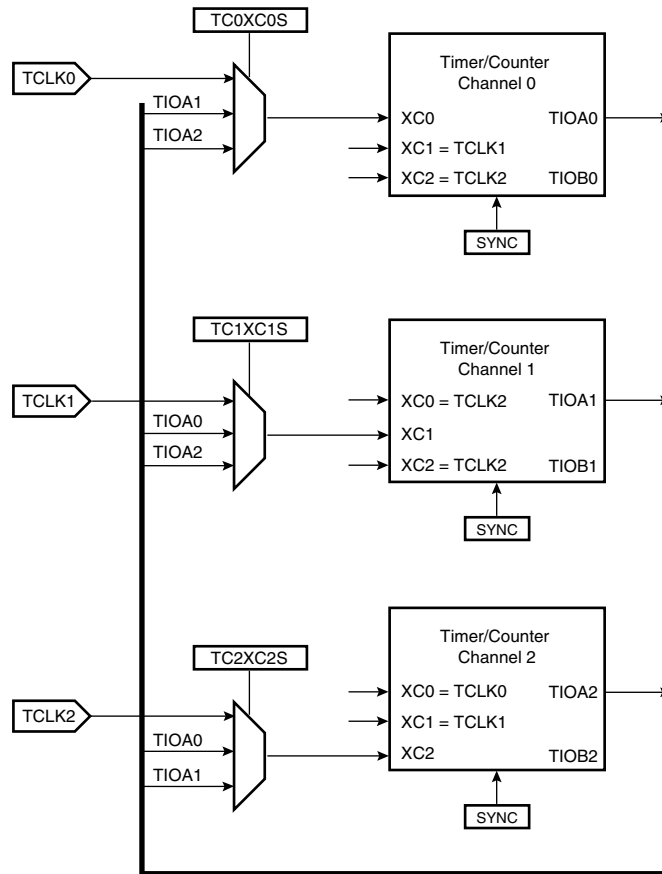 TC0XC0S
TCLK0
TIOA1
TIOA2
Timer/Counter
Channel 0
XC0
TIOA0
XC1 = TCLK1
XC2 = TCLK2
TIOB0
SYNC
TC1XC1S
TCLK1
TIOA0
TIOA2
Timer/Counter
Channel 1
XC0 = TCLK2
TIOA1
XC1
XC2 = TCLK2
TIOB1
SYNC
TC2XC2S
TCLK2
TIOA0
TIOA1
Timer/Counter
Channel 2
XC0 = TCLK0
TIOA2
XC1 = TCLK1
XC2
TIOB2
SYNC